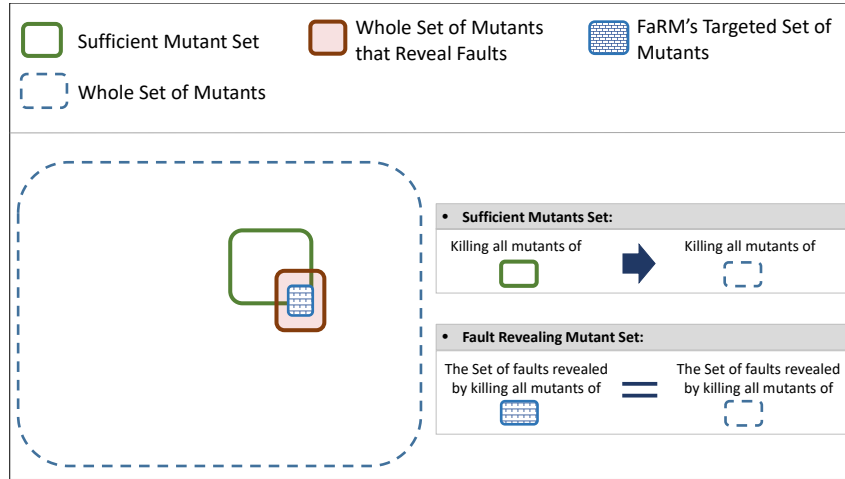 Sufficient Mutant Set
Whole Set of Mutants
that Reveal Faults
FaRM's Targeted Set of
Mutants
Whole Set of Mutants
• Sufficient Mutants Set:
Killing all mutants of
Killing all mutants of
• Fault Revealing Mutant Set:
The Set of faults revealed
by killing all mutants of
The Set of faults revealed
by killing all mutants of